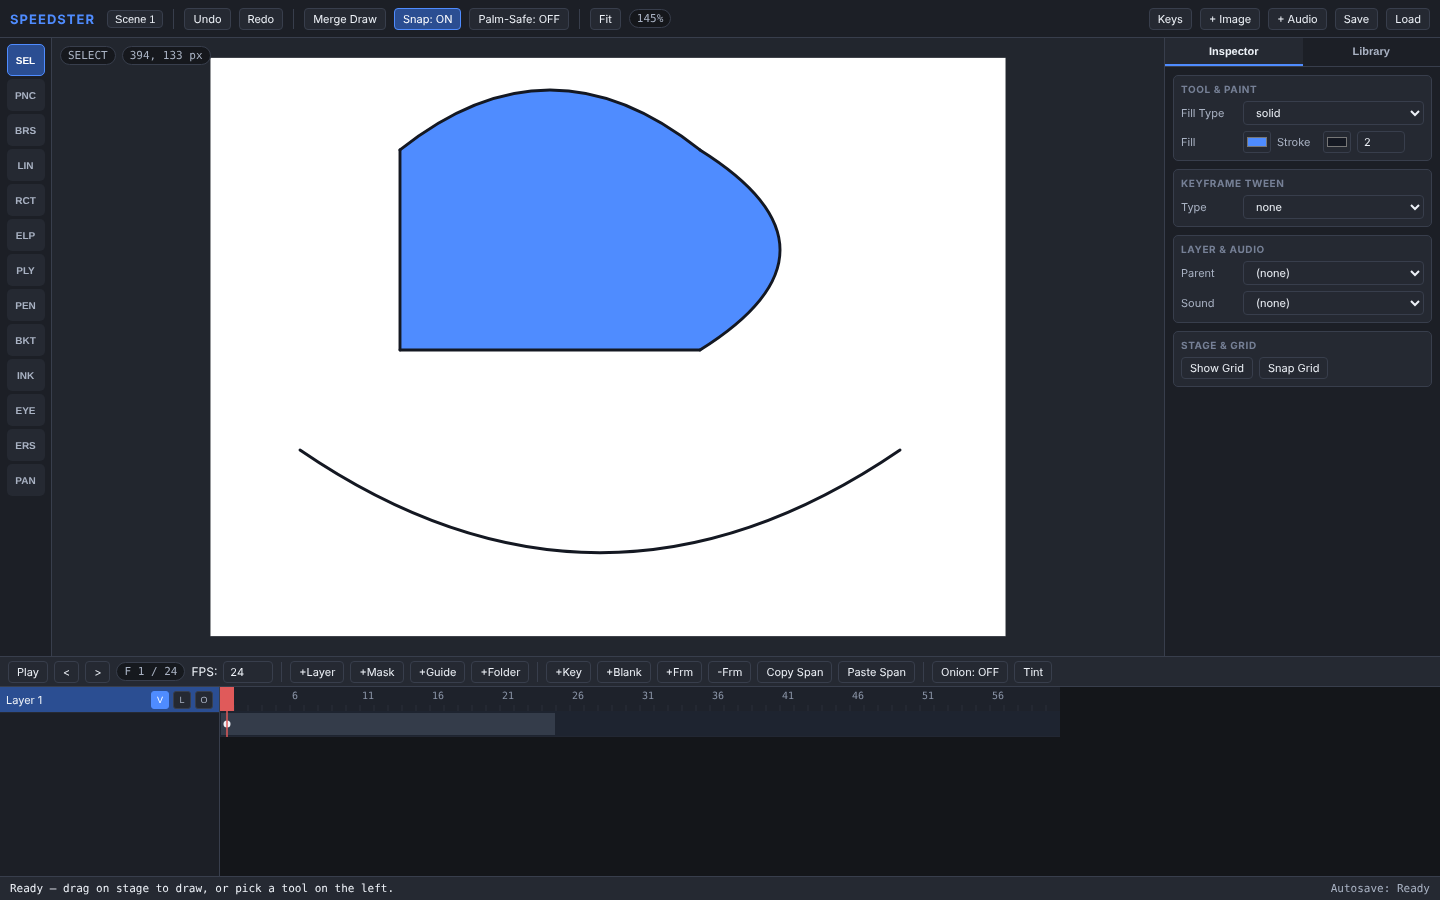 SPEEDSTER Scene 1 Undo Redo Merge Draw Snap: ON Palm-Safe: OFF Fit 145% Keys + Image + Audio Save Load
SEL
PNC
BRS
LIN
RCT
ELP
PLY
PEN
BKT
INK
EYE
ERS
PAN
SELECT 394, 133 px
Inspector Library
TOOL & PAINT
Fill Type solid
Fill Stroke 2
KEYFRAME TWEEN
Type none
LAYER & AUDIO
Parent (none)
Sound (none)
STAGE & GRID
Show Grid Snap Grid
Play < > F 1 / 24 FPS: 24 +Layer +Mask +Guide +Folder +Key +Blank +Frm -Frm Copy Span Paste Span Onion: OFF Tint
Layer 1 V L O
6 11 16 21 26 31 36 41 46 51 56
Ready — drag on stage to draw, or pick a tool on the left. Autosave: Ready